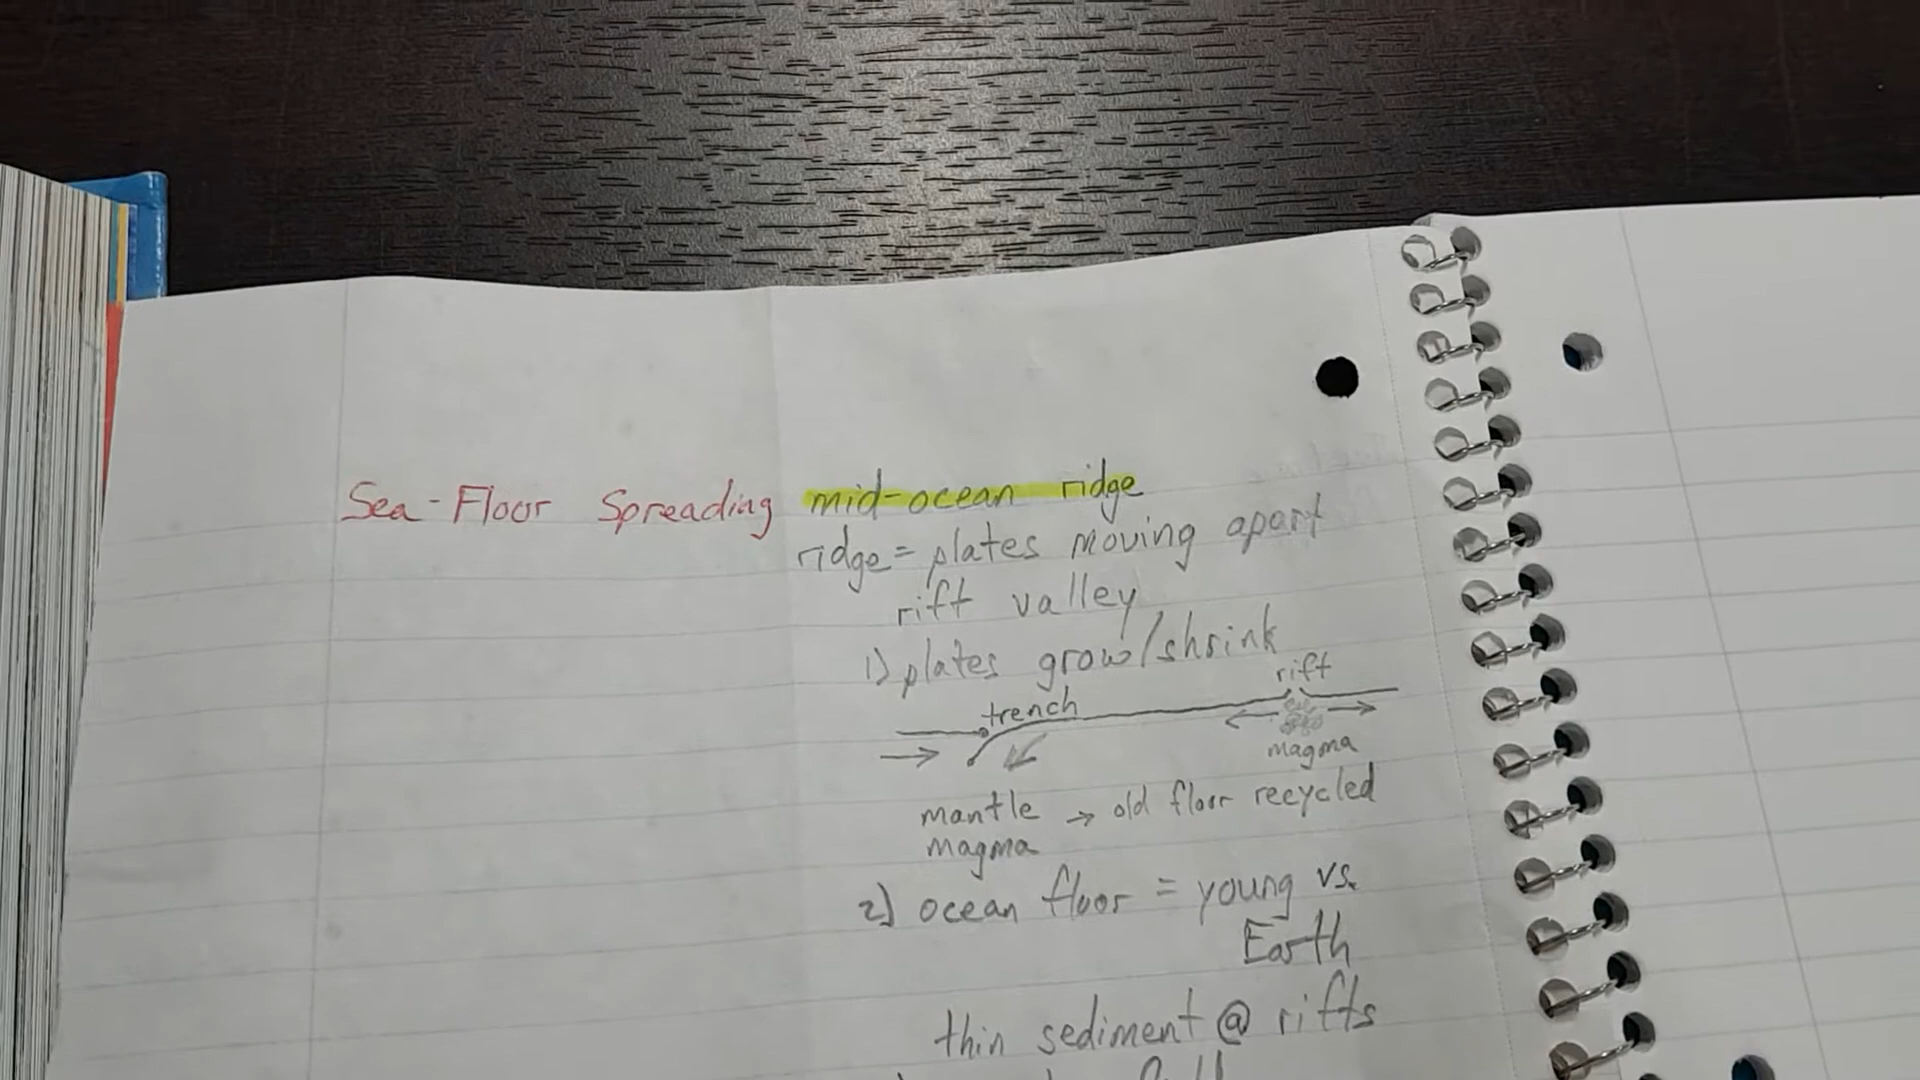 Sea-Floor Spreading mid-ocean ridge
ridge = plates moving apart
rift valley
1) plates grow/shrink
rift
trench
magma
mantle → old floor recycled
magma
2) ocean floor = young vs.
Earth
thin sediment @ rifts